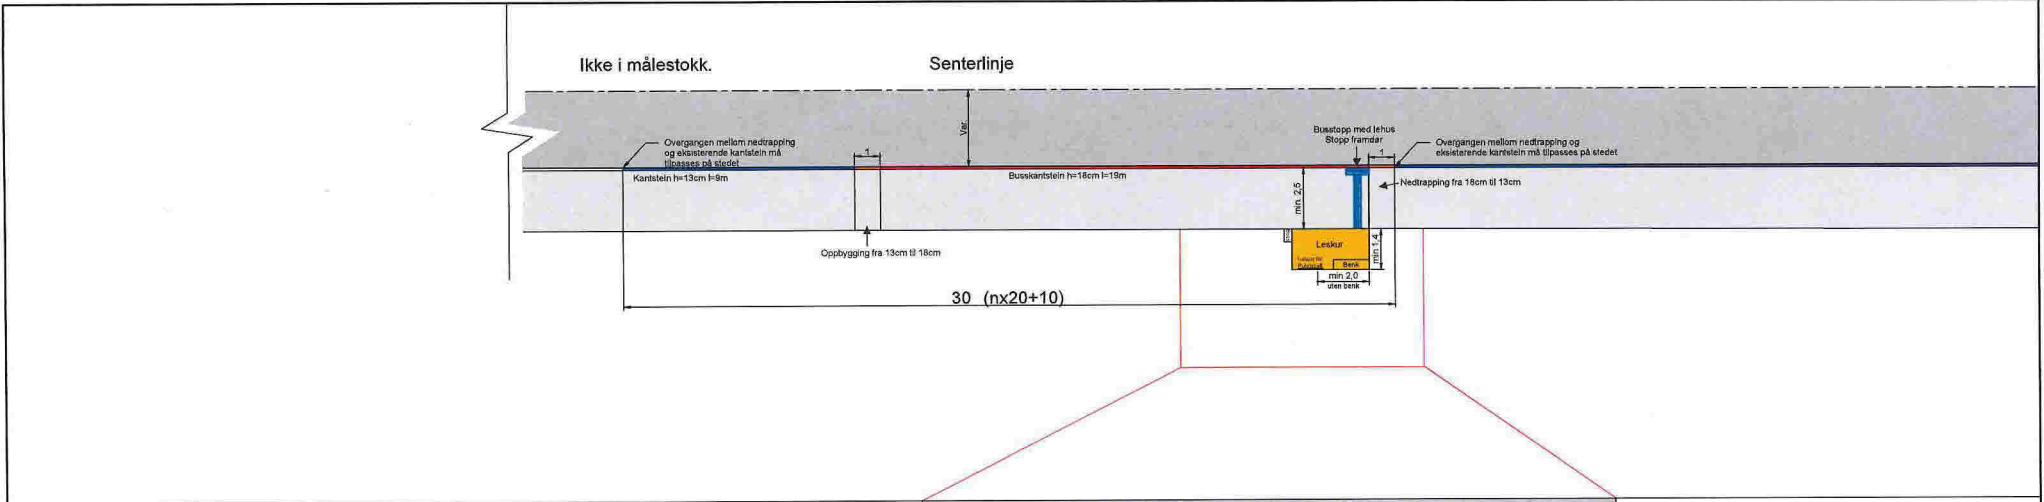 Ikke i målestokk.
Senterlinje
Var.
Busstopp med lehus
Stopp framdør
Overgangen mellom nedtrapping
og eksisterende kantstein må
tilpasses på stedet
1
1
Overgangen mellom nedtrapping og
eksisterende kantstein må tilpasses på stedet
Kantstein h=13cm l=9m
Busskantstein h=18cm l=19m
min. 2,5
Nedtrapping fra 18cm til 13cm
Oppbygging fra 13cm til 18cm
Leskur
min 1,4
Benk
min 2,0
uten benk
30 (nx20+10)